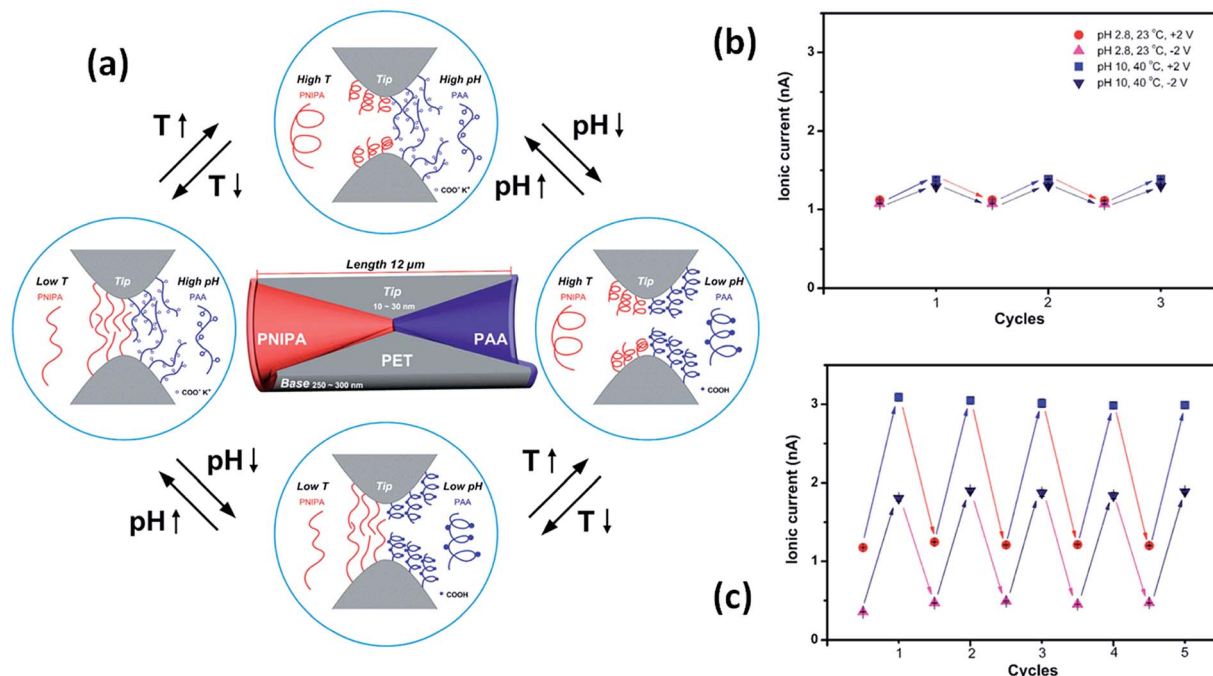 (a)
High T
PNIPA
Tip
High pH
PAA
COO⁻ K⁺
T ↑
T ↓
pH ↓
pH ↑
Low T
PNIPA
Tip
High pH
PAA
COO⁻ K⁺
Length 12 μm
Tip
10 ~ 30 nm
PNIPA
PAA
PET
Base 250 ~ 300 nm
High T
PNIPA
Tip
Low pH
PAA
COOH
pH ↓
pH ↑
T ↑
T ↓
Low T
PNIPA
Tip
Low pH
PAA
COOH
(b)
Ionic current (nA)
3
2
1
0
pH 2.8, 23 °C, +2 V
pH 2.8, 23 °C, -2 V
pH 10, 40 °C, +2 V
pH 10, 40 °C, -2 V
1 2 3
Cycles
(c)
Ionic current (nA)
3
2
1
0
1 2 3 4 5
Cycles